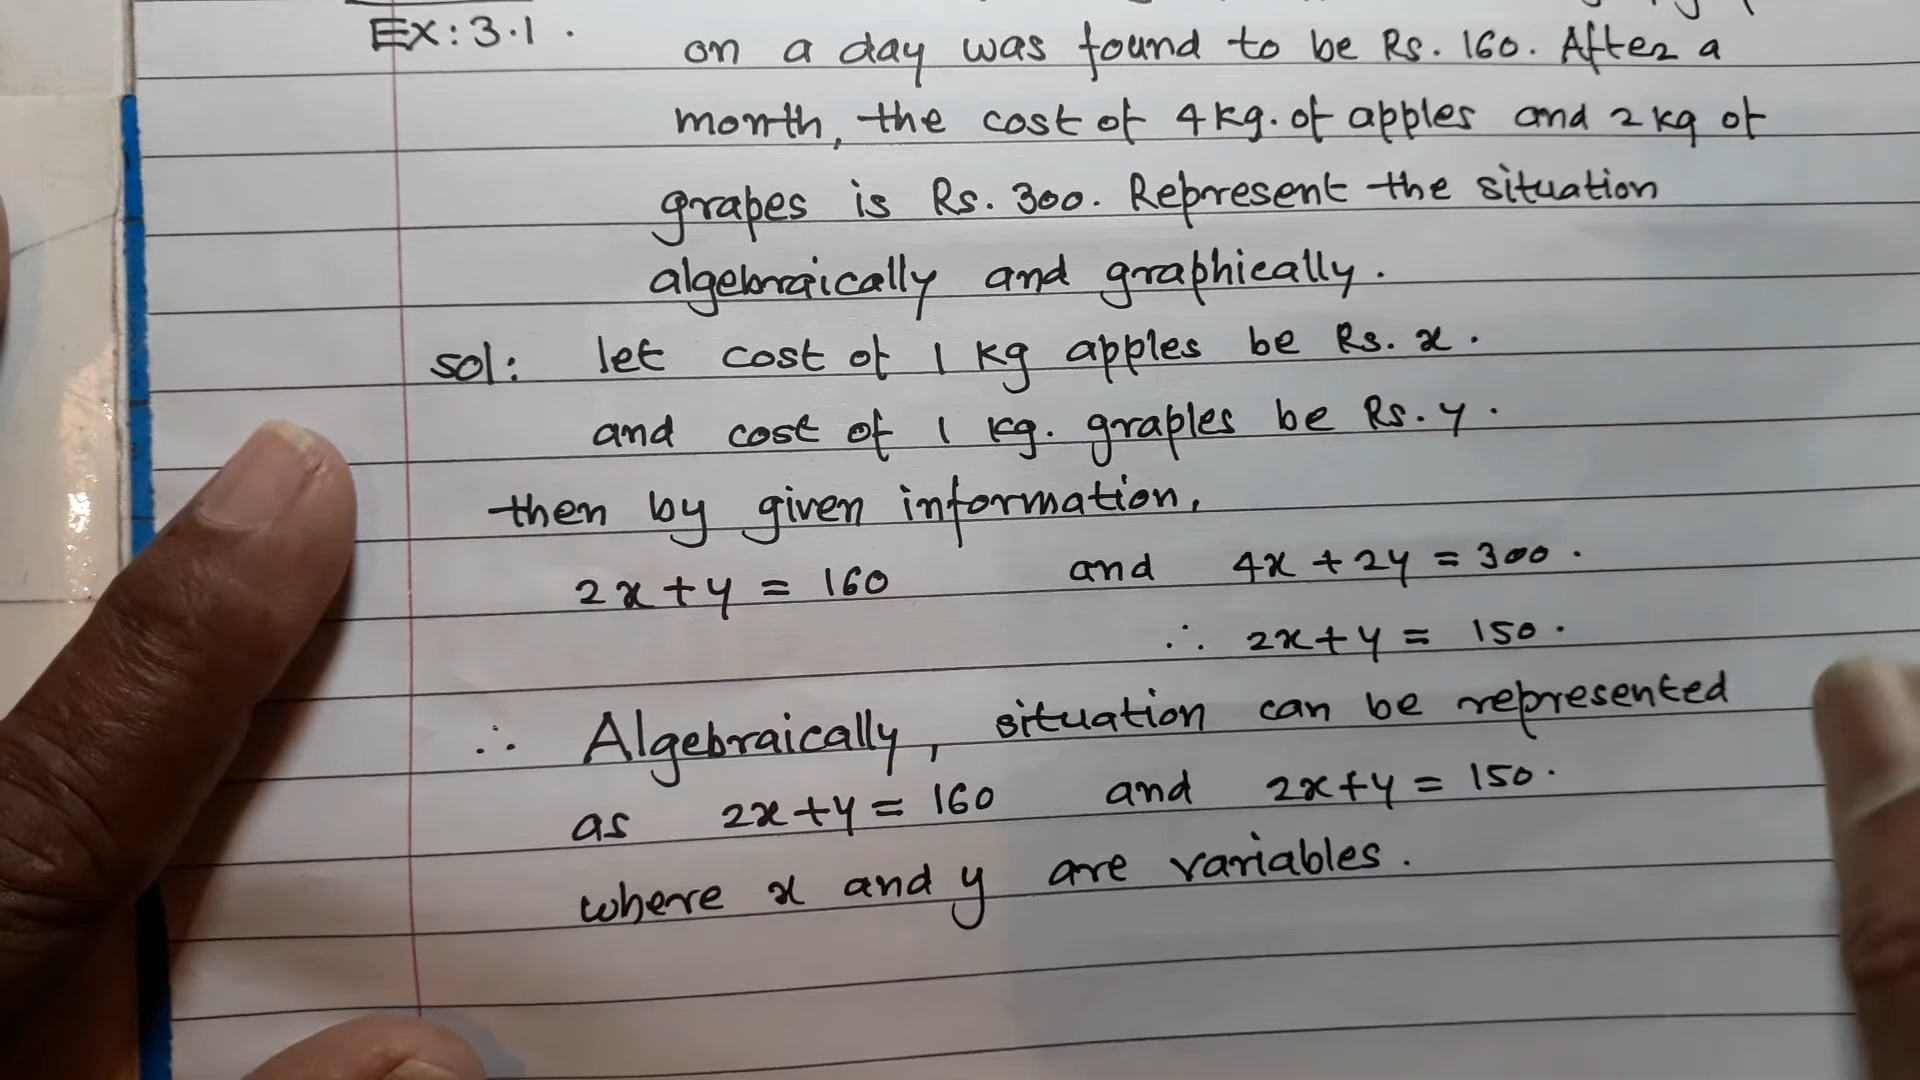 Ex: 3.1.
on a day was found to be Rs. 160. After a
month, the cost of 4 kg. of apples and 2 kg of
grapes is Rs. 300. Represent the situation
algebraically and graphically.
sol: let cost of 1 kg apples be Rs. x.
and cost of 1 kg. graples be Rs. y.
then by given information,
2x + y = 160 and 4x + 2y = 300.
∴ 2x + y = 150.
∴ Algebraically, situation can be represented
as 2x + y = 160 and 2x + y = 150.
where x and y are variables.